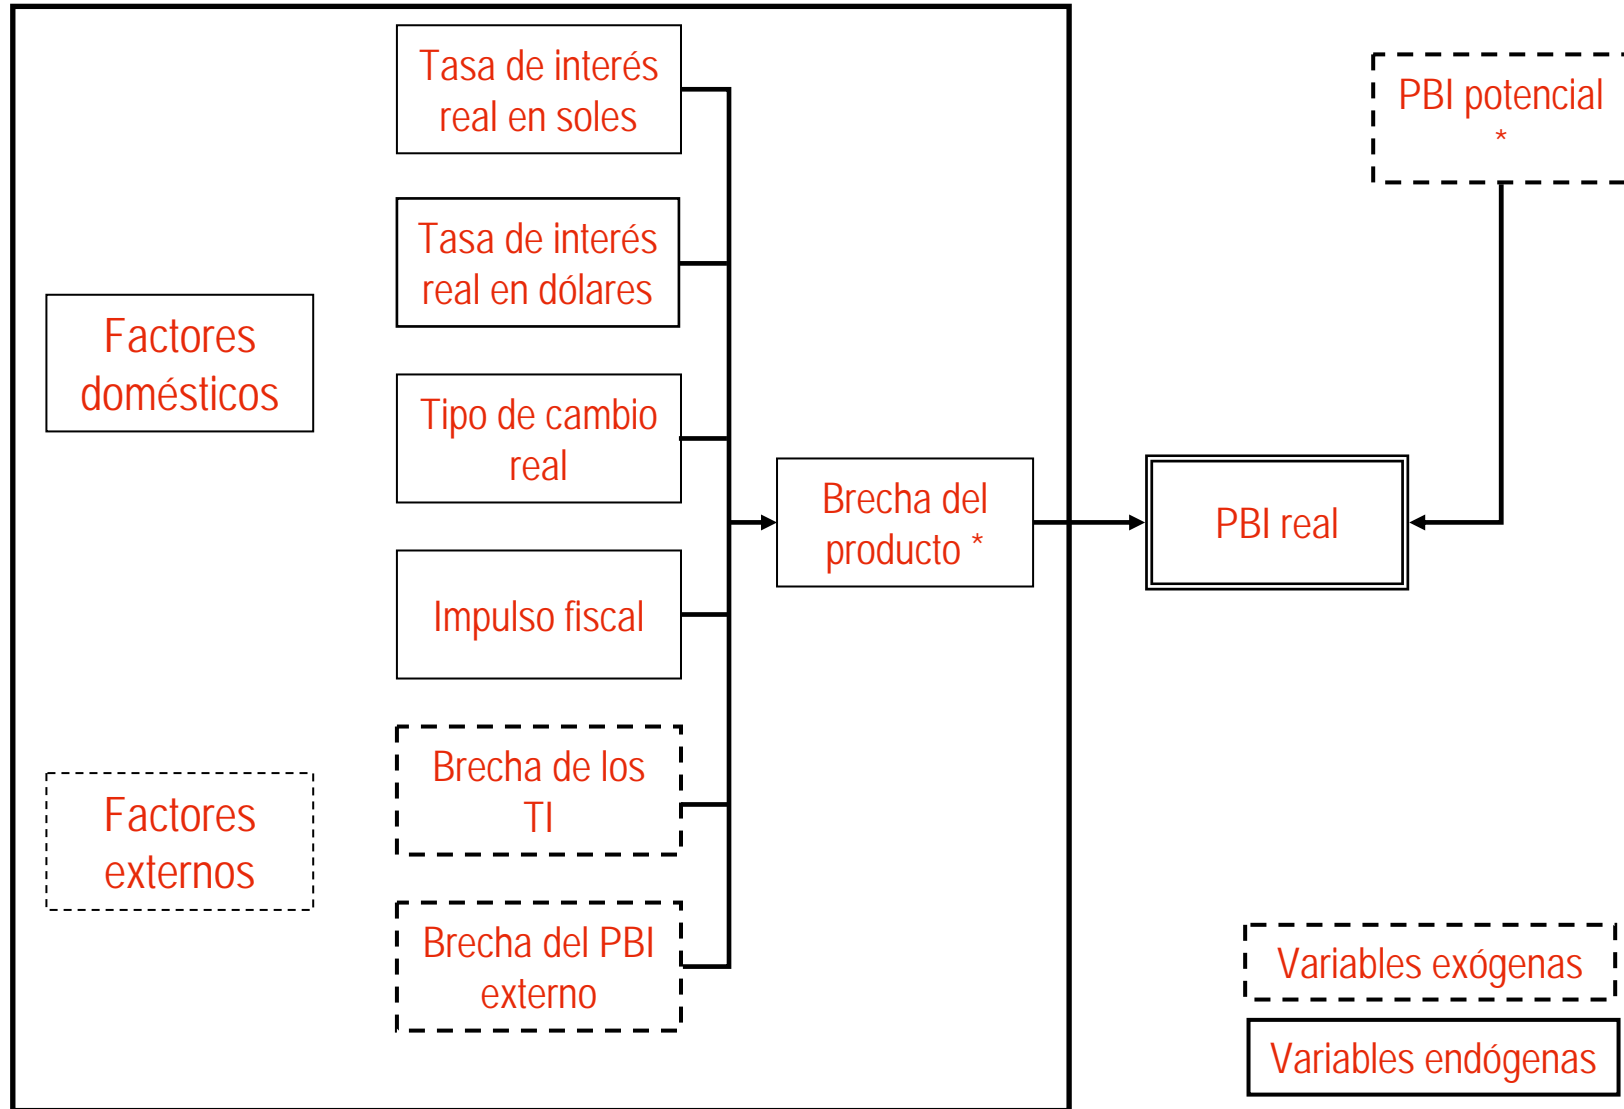 Tasa de interés
real en soles
PBI potencial
*
Tasa de interés
real en dólares
Factores
domésticos
Tipo de cambio
real
Brecha del
producto *
PBI real
Impulso fiscal
Brecha de los
TI
Factores
externos
Brecha del PBI
externo
Variables exógenas
Variables endógenas